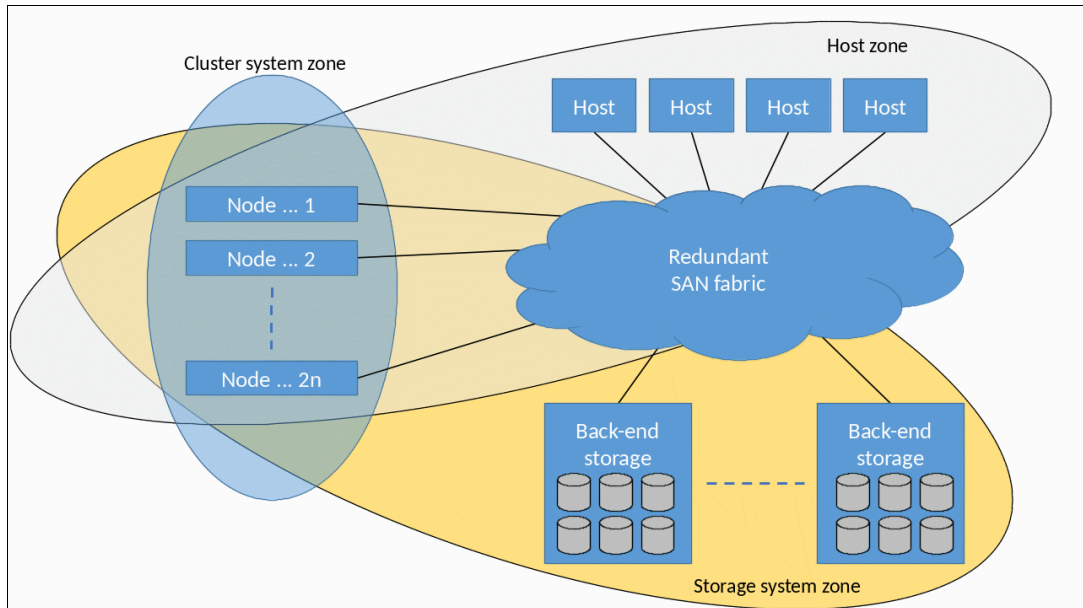 Host zone
Cluster system zone
Host
Host
Host
Host
Node ... 1
Node ... 2
Redundant
SAN fabric
Node ... 2n
Back-end
storage
Back-end
storage
Storage system zone